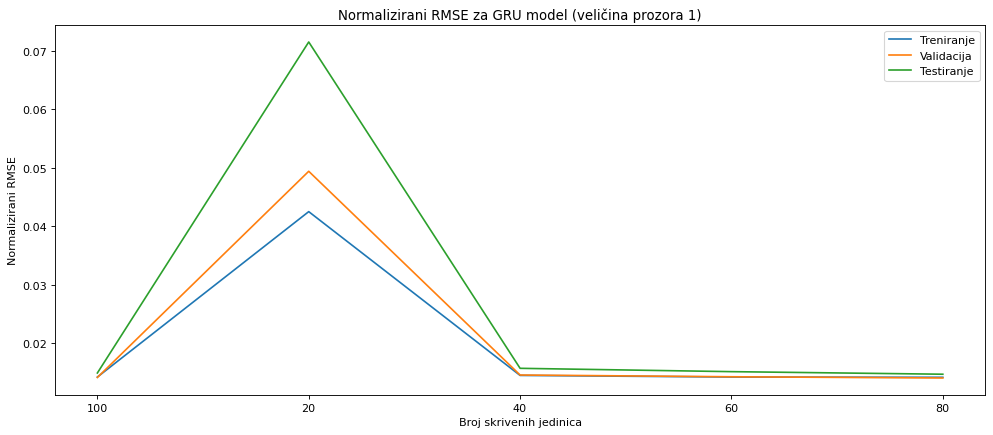 Normalizirani RMSE za GRU model (veličina prozora 1)
Treniranje
Validacija
Testiranje
Normalizirani RMSE
0.07
0.06
0.05
0.04
0.03
0.02
100
20
40
60
80
Broj skrivenih jedinica